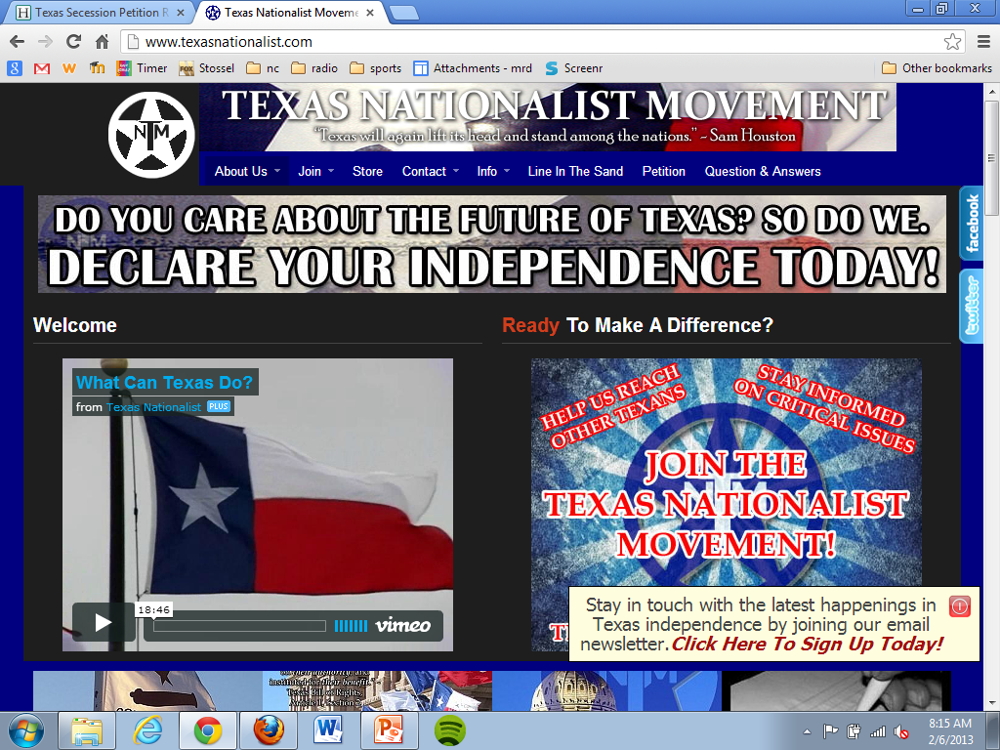 Texas Secession Petition R
Texas Nationalist Moveme
www.texasnationalist.com
Timer
Stossel
nc
radio
sports
Attachments - mrd
Screenr
Other bookmarks
NTM
TEXAS NATIONALIST MOVEMENT
“Texas will again lift its head and stand among the nations.” ~ Sam Houston
About Us
Join
Store
Contact
Info
Line In The Sand
Petition
Question & Answers
DO YOU CARE ABOUT THE FUTURE OF TEXAS? SO DO WE.
DECLARE YOUR INDEPENDENCE TODAY!
facebook
twitter
Welcome
Ready To Make A Difference?
What Can Texas Do?
from Texas Nationalist PLUS
18:46
vimeo
HELP US REACH
OTHER TEXANS
STAY INFORMED
ON CRITICAL ISSUES
JOIN THE
TEXAS NATIONALIST
MOVEMENT!
Stay in touch with the latest happenings in
Texas independence by joining our email
newsletter. Click Here To Sign Up Today!
instituted for their benefit."
Texas Bill of Rights,
8:15 AM
2/6/2013